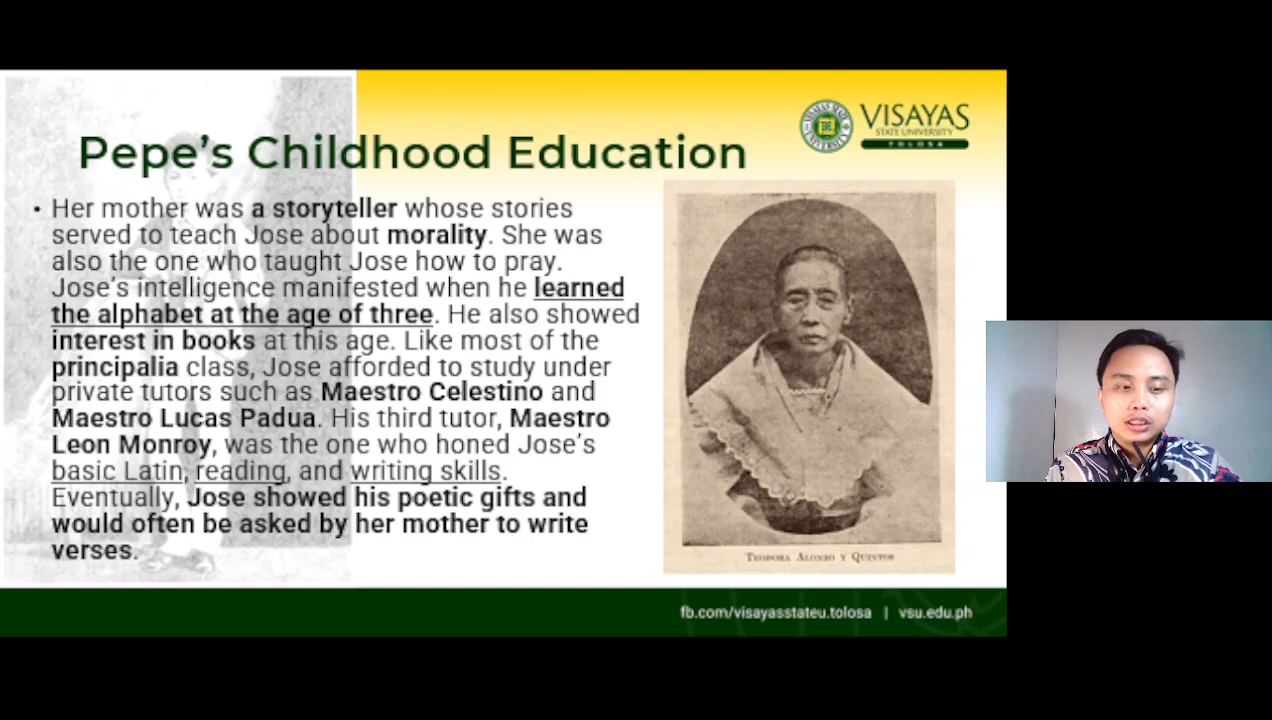 VISAYAS
STATE UNIVERSITY
TOLOSA
Pepe's Childhood Education
• Her mother was a storyteller whose stories
served to teach Jose about morality. She was
also the one who taught Jose how to pray.
Jose's intelligence manifested when he learned
the alphabet at the age of three. He also showed
interest in books at this age. Like most of the
principalia class, Jose afforded to study under
private tutors such as Maestro Celestino and
Maestro Lucas Padua. His third tutor, Maestro
Leon Monroy, was the one who honed Jose's
basic Latin, reading, and writing skills.
Eventually, Jose showed his poetic gifts and
would often be asked by her mother to write
verses.
TEODORA ALONZO Y QUINTOS
fb.com/visayasstateu.tolosa | vsu.edu.ph